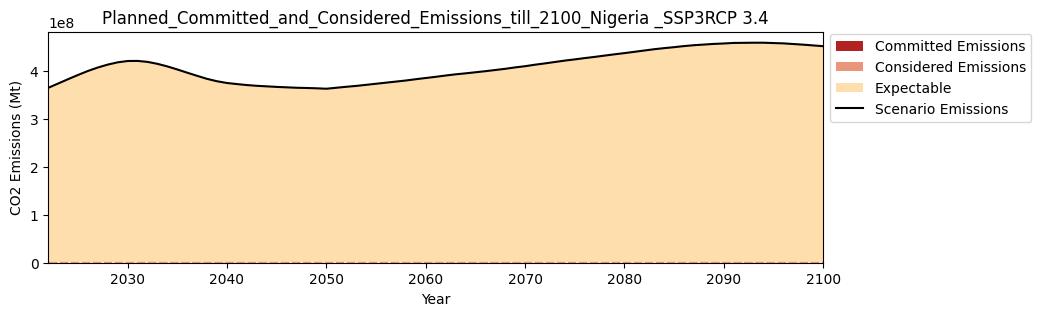 Planned_Committed_and_Considered_Emissions_till_2100_Nigeria _SSP3RCP 3.4
1e8
4
3
2
1
0
CO2 Emissions (Mt)
2030 2040 2050 2060 2070 2080 2090 2100
Year
Committed Emissions
Considered Emissions
Expectable
Scenario Emissions